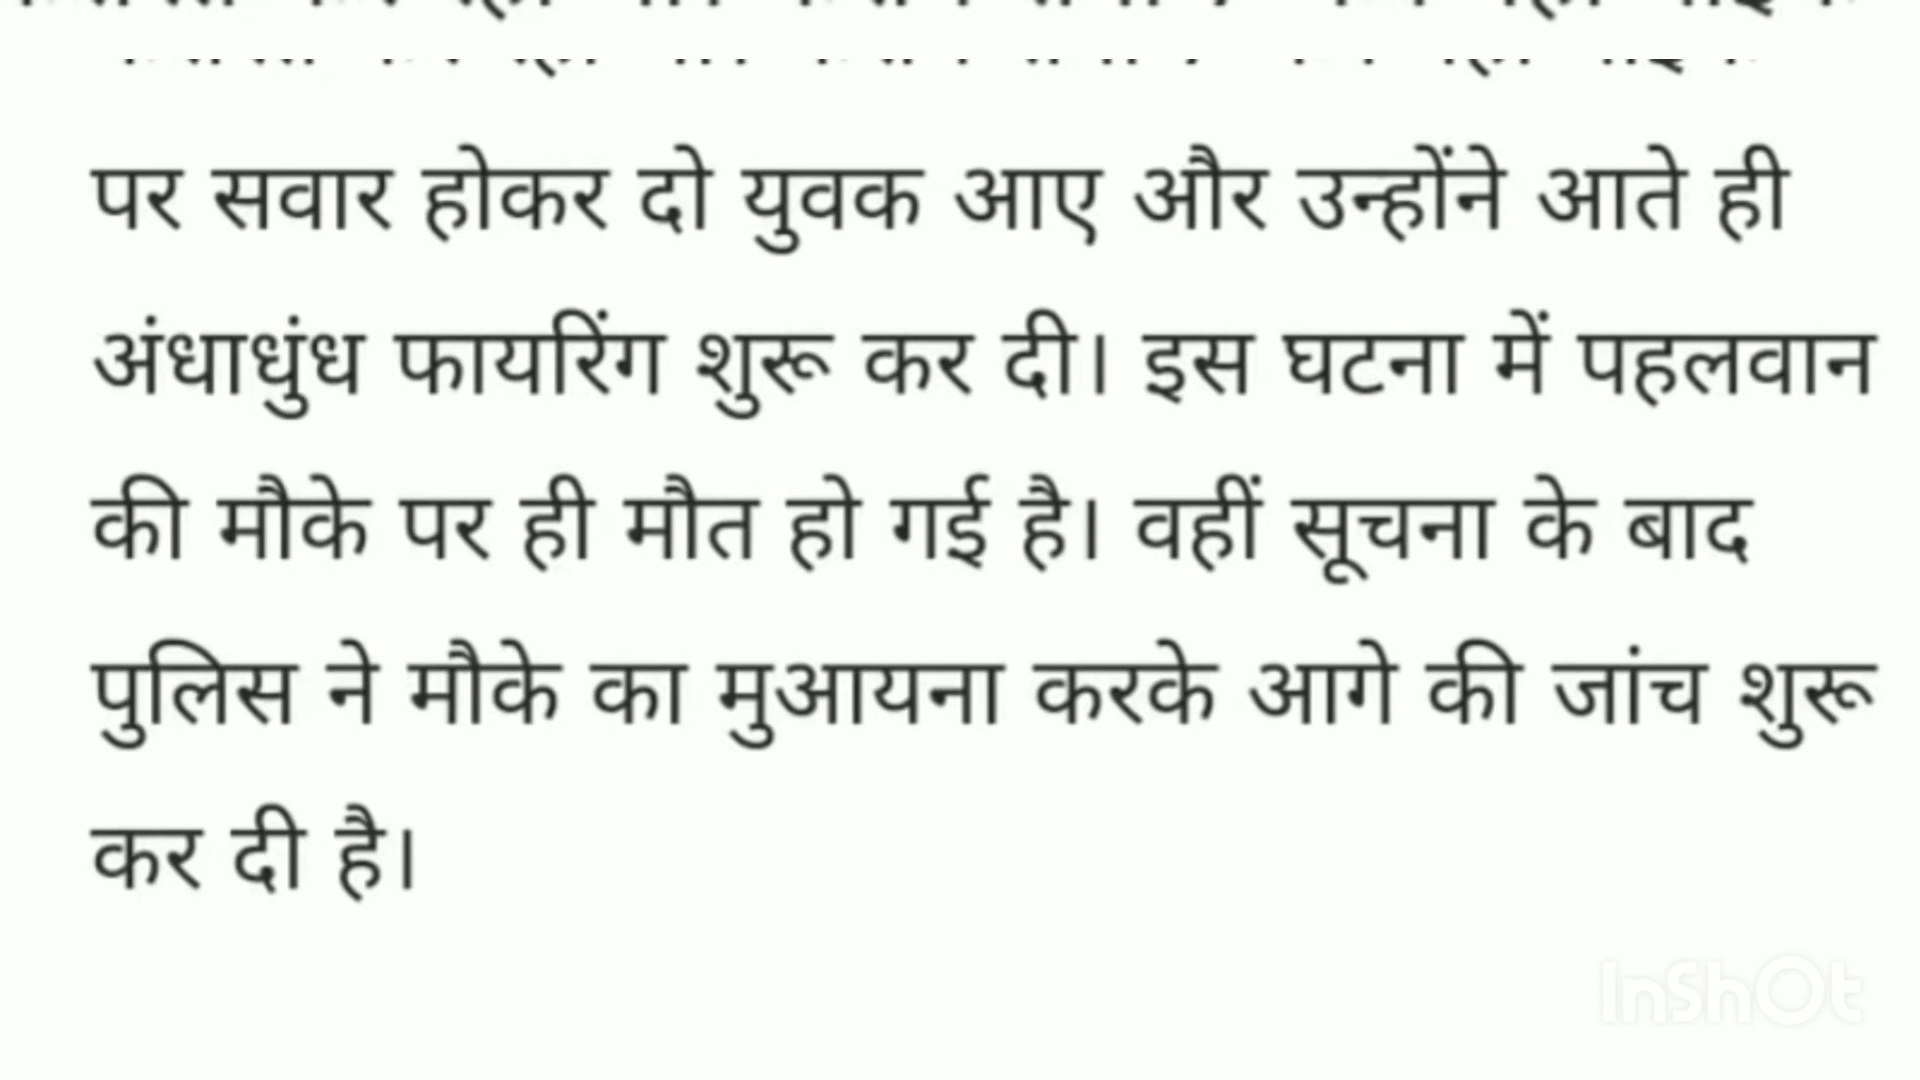 पर सवार होकर दो युवक आए और उन्होंने आते ही
अंधाधुंध फायरिंग शुरू कर दी। इस घटना में पहलवान
की मौके पर ही मौत हो गई है। वहीं सूचना के बाद
पुलिस ने मौके का मुआयना करके आगे की जांच शुरू
कर दी है।
InShOt